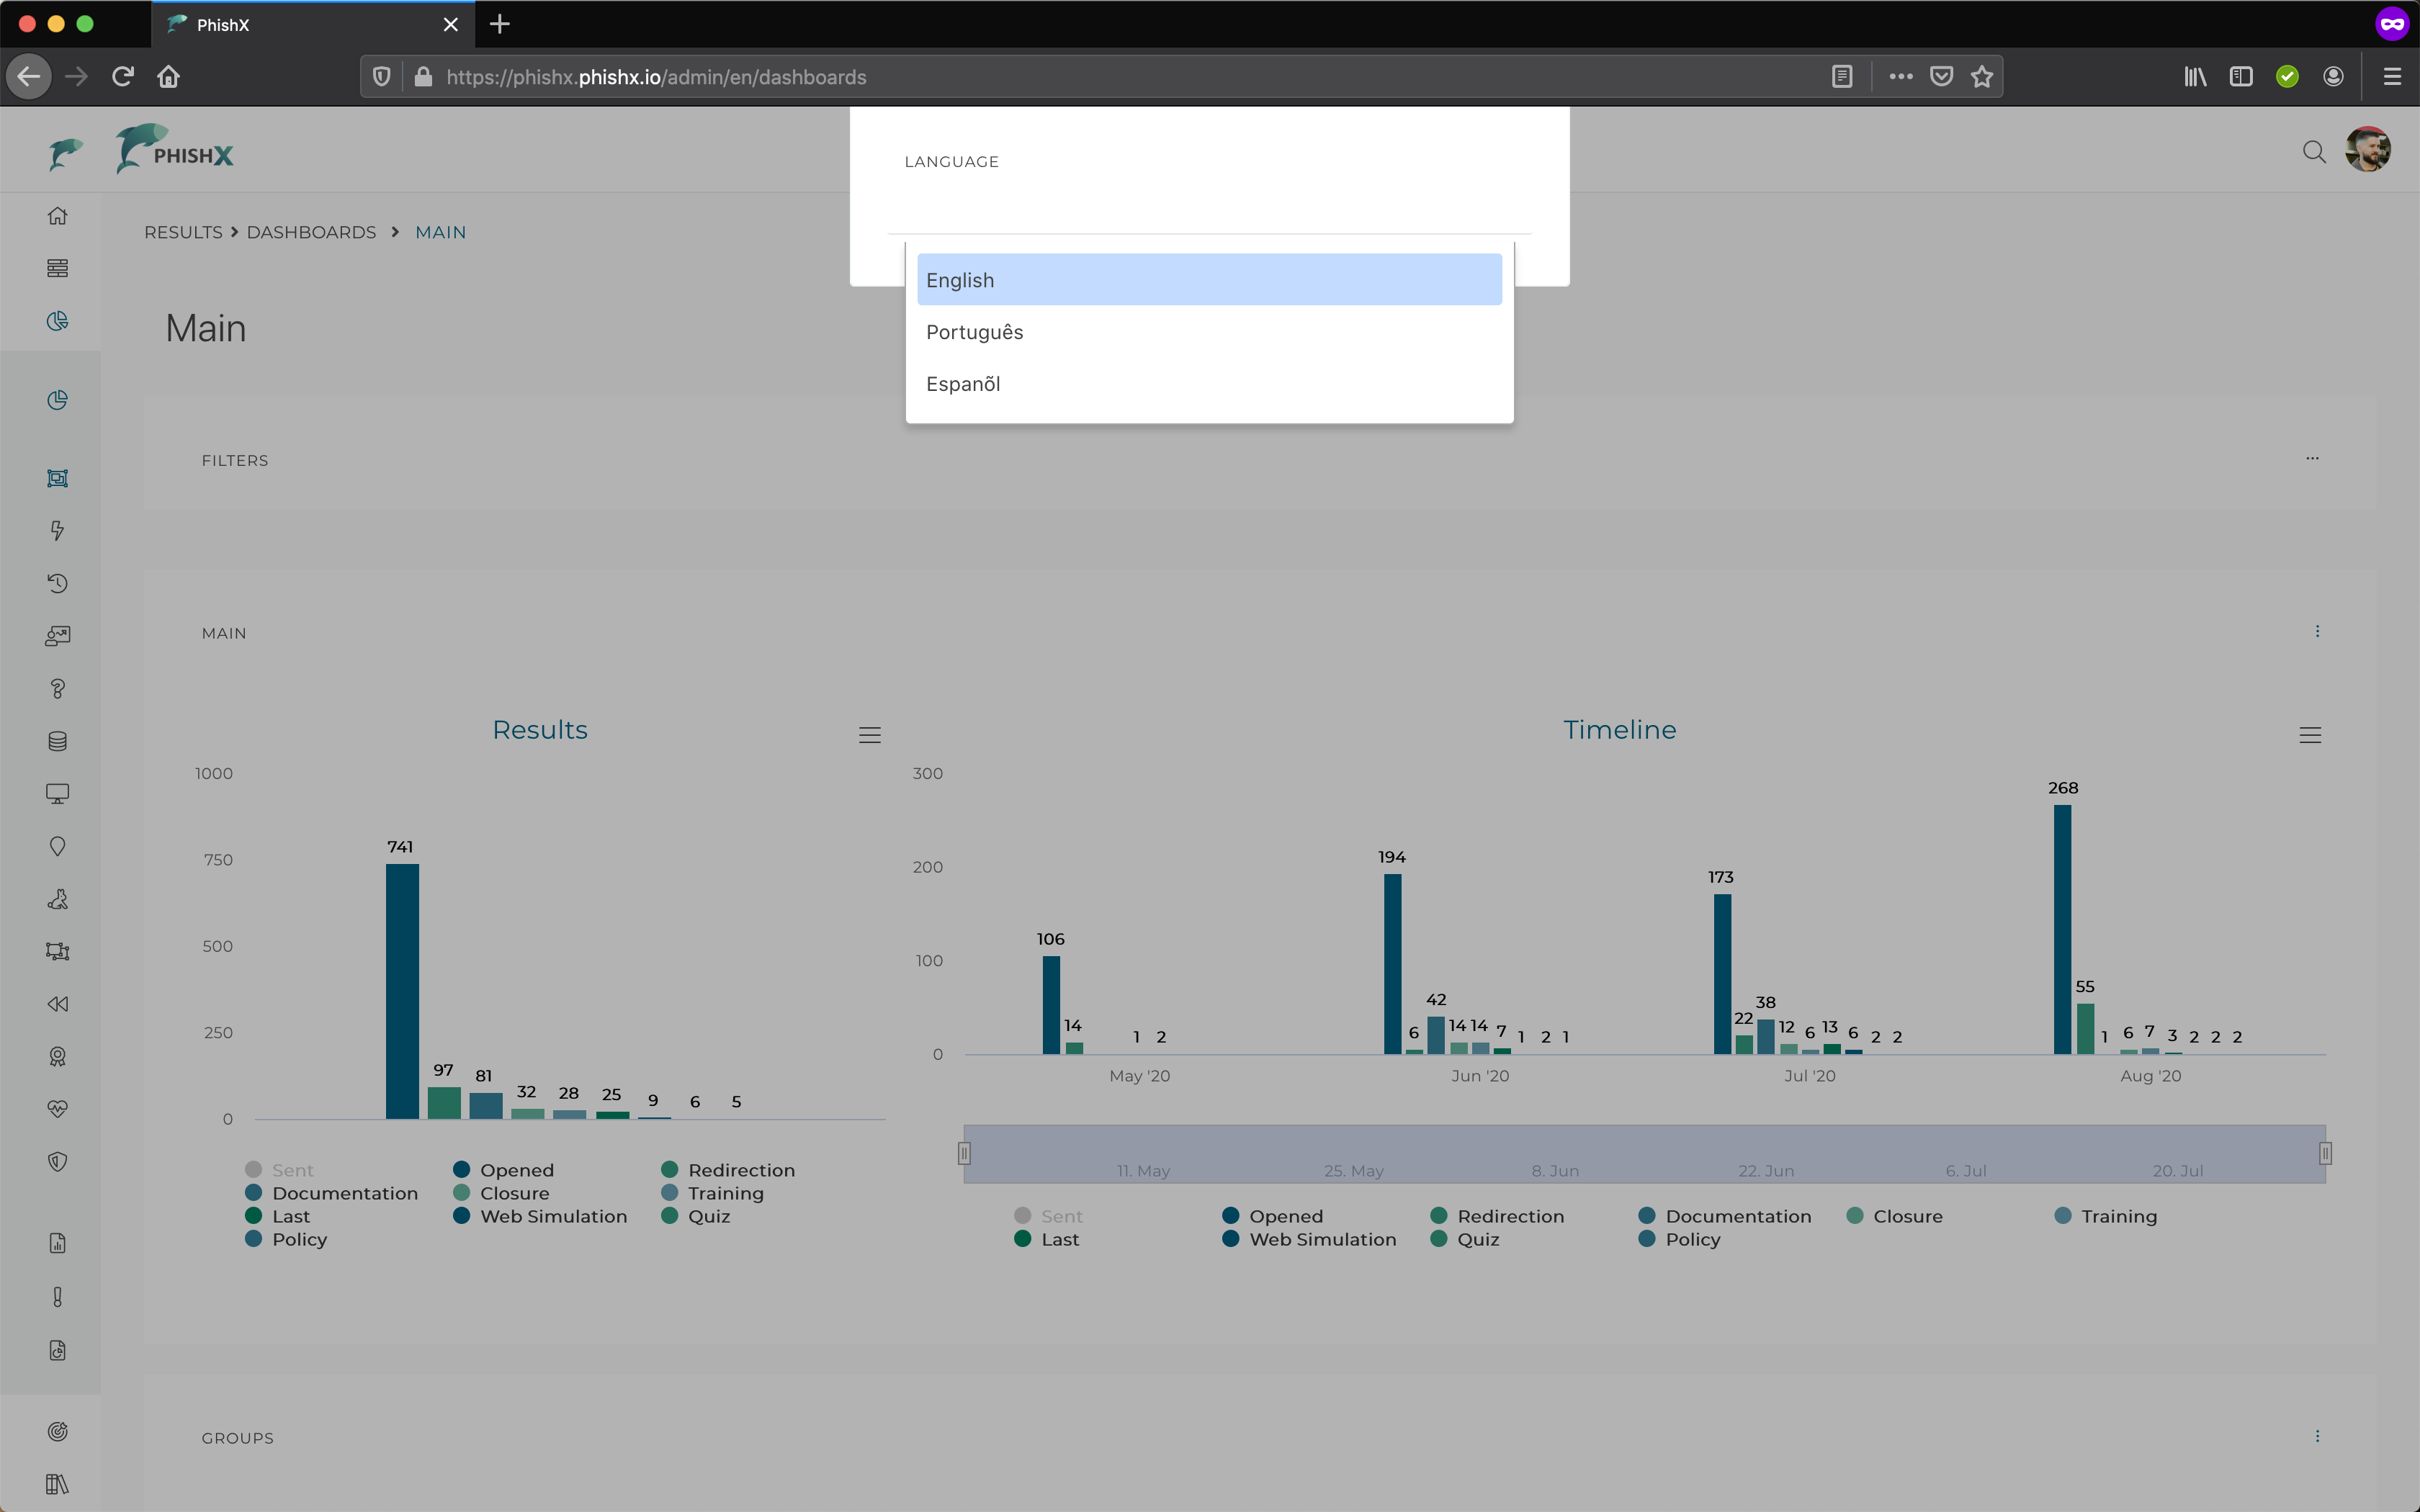 PhishX
https://phishx.phishx.io/admin/en/dashboards
PHISHX
LANGUAGE
RESULTS > DASHBOARDS > MAIN
English
Português
Espanõl
Main
FILTERS
...
MAIN
Results
1000
750
500
250
0
741
97
81
32
28
25
9
6
5
Sent
Opened
Redirection
Documentation
Closure
Training
Last
Web Simulation
Quiz
Policy
Timeline
300
200
100
0
106
14
1
2
194
6
42
14
14
7
1
2
1
173
22
38
12
6
13
6
2
2
268
55
1
6
7
3
2
2
2
May '20
Jun '20
Jul '20
Aug '20
11. May
25. May
8. Jun
22. Jun
6. Jul
20. Jul
Sent
Opened
Redirection
Documentation
Closure
Training
Last
Web Simulation
Quiz
Policy
GROUPS